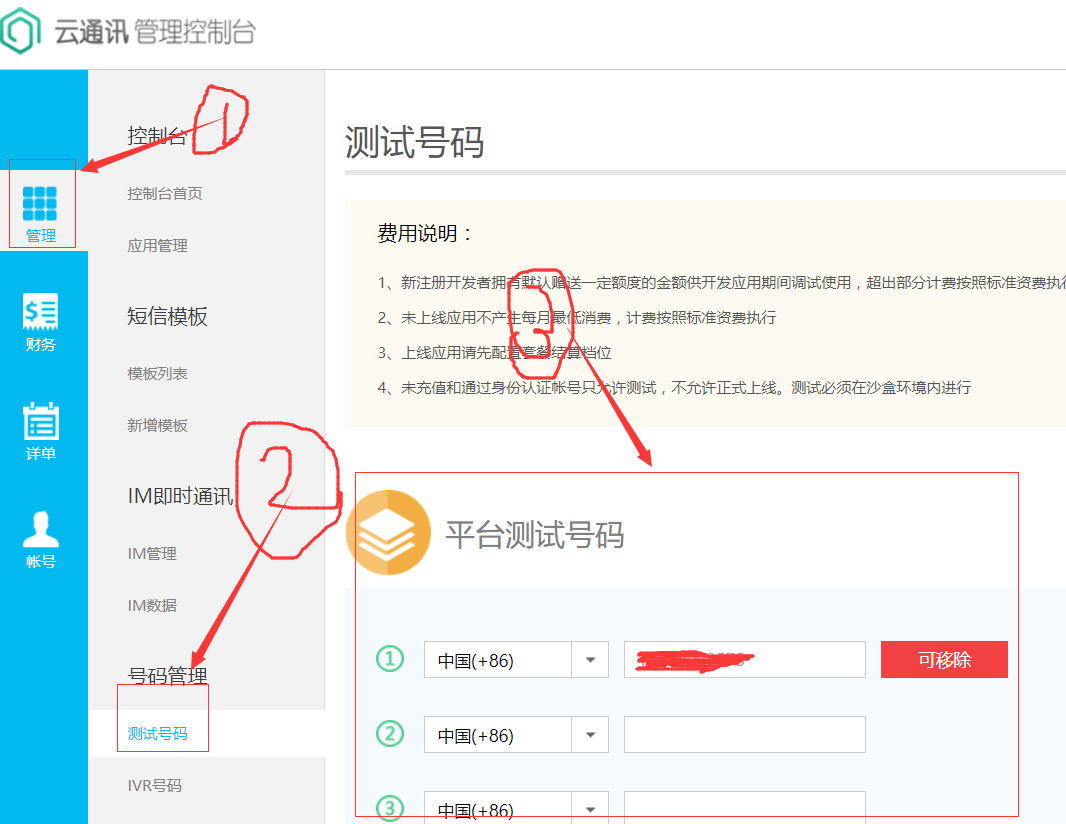 云通讯 管理控制台
1
管理
财务
详单
帐号
控制台
控制台首页
应用管理
短信模板
模板列表
新增模板
2
IM即时通讯
IM管理
IM数据
号码管理
测试号码
IVR号码
测试号码
费用说明：
3
1、新注册开发者拥有默认赠送一定额度的金额供开发应用期间调试使用，超出部分计费按照标准资费执行
2、未上线应用不产生每月最低消费，计费按照标准资费执行
3、上线应用请先配置套餐结算档位
4、未充值和通过身份认证帐号只允许测试，不允许正式上线。测试必须在沙盒环境内进行
平台测试号码
1 中国(+86) 可移除
2 中国(+86)
3 中国(+86)